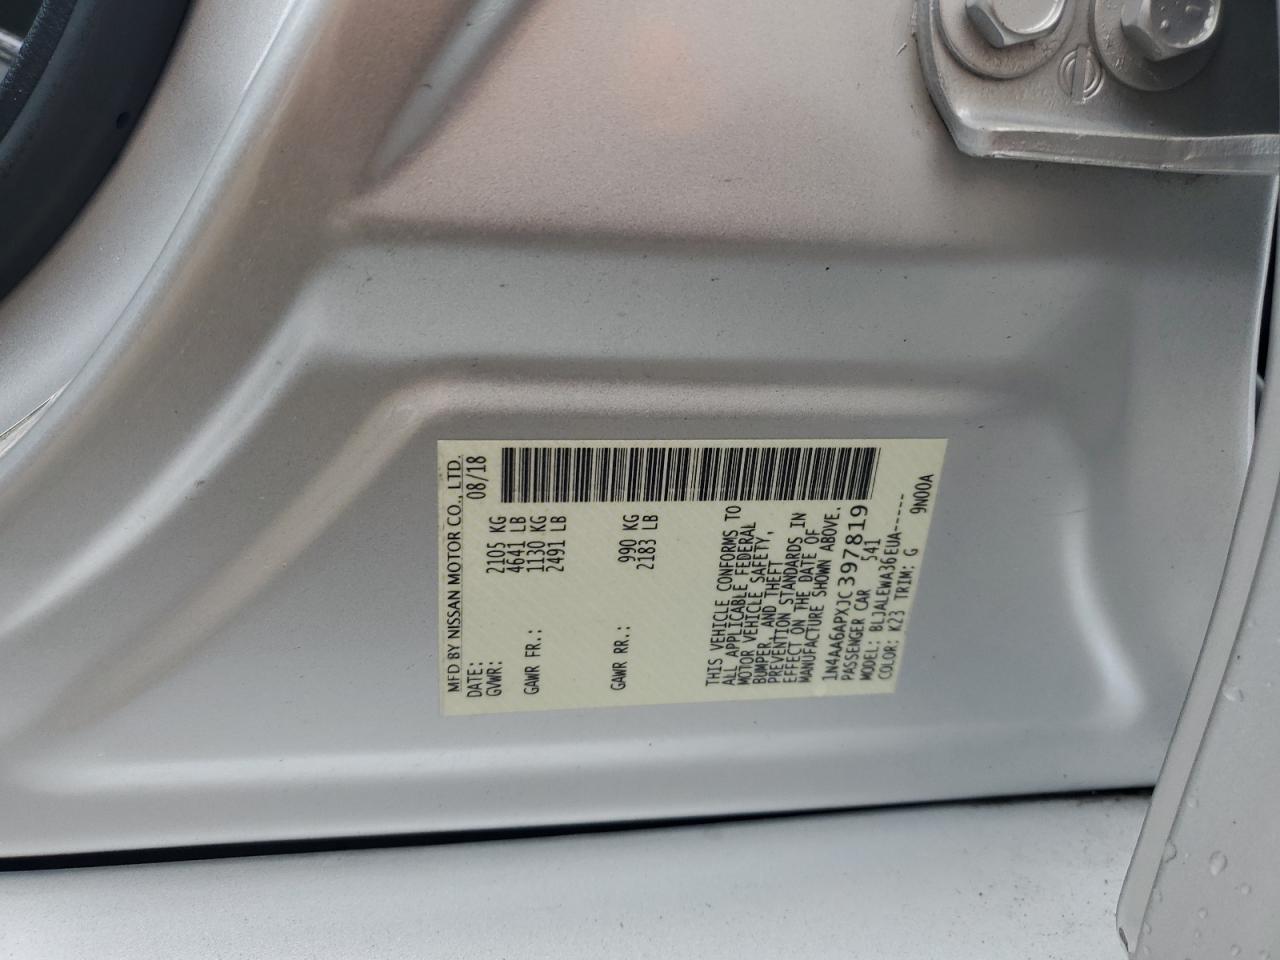 MFD BY NISSAN MOTOR CO., LTD.
DATE: 08/18
GVWR: 2105 KG
4641 LB
GAWR FR.: 1130 KG
2491 LB
GAWR RR.: 990 KG
2183 LB
THIS VEHICLE CONFORMS TO
ALL APPLICABLE FEDERAL
MOTOR VEHICLE SAFETY,
BUMPER, AND THEFT
PREVENTION STANDARDS IN
EFFECT ON THE DATE OF
MANUFACTURE SHOWN ABOVE.
1N4AA6APXJC397819
PASSENGER CAR 541
MODEL: BLJALEWA36EUA-----
COLOR: K23 TRIM: G 9N00A